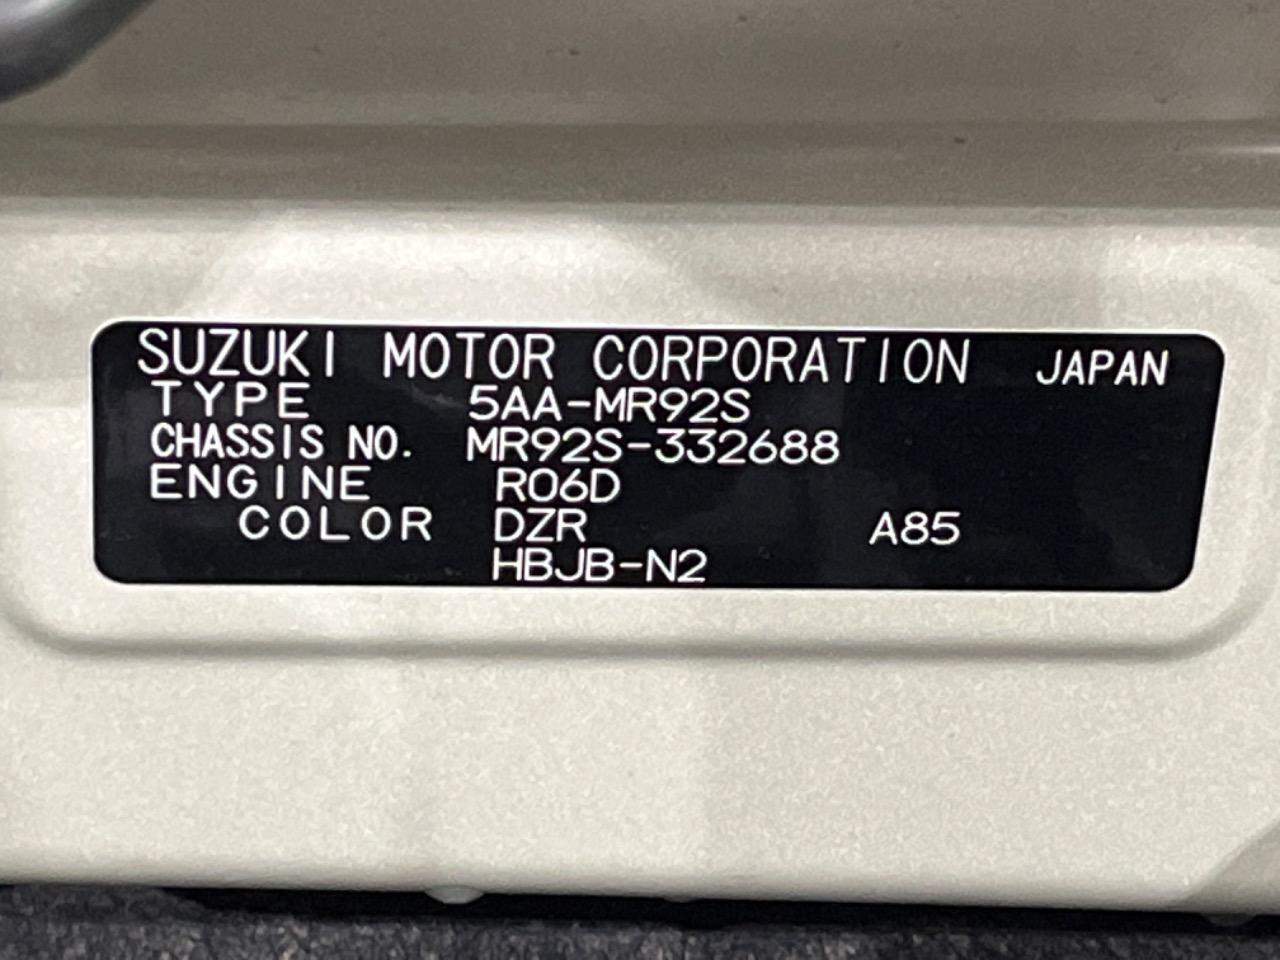 SUZUKI MOTOR CORPORATION JAPAN
TYPE 5AA-MR92S
CHASSIS NO. MR92S-332688
ENGINE R06D
COLOR DZR A85
HBJB-N2